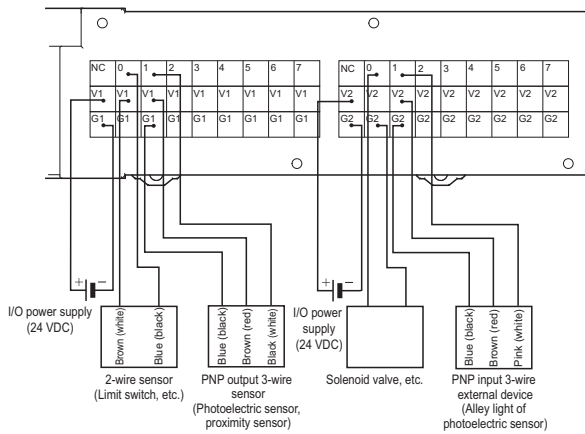 NC 0 1 2 3 4 5 6 7
V1 V1 V1 V1 V1 V1 V1 V1 V1
G1 G1 G1 G1 G1 G1 G1 G1 G1
NC 0 1 2 3 4 5 6 7
V2 V2 V2 V2 V2 V2 V2 V2 V2
G2 G2 G2 G2 G2 G2 G2 G2 G2
+ −
I/O power supply
(24 VDC)
Brown (white)
Blue (black)
2-wire sensor
(Limit switch, etc.)
Blue (black)
Brown (red)
Black (white)
PNP output 3-wire
sensor
(Photoelectric sensor,
proximity sensor)
+ −
I/O power
supply
(24 VDC)
Solenoid valve, etc.
Blue (black)
Brown (red)
Pink (white)
PNP input 3-wire
external device
(Alley light of
photoelectric sensor)